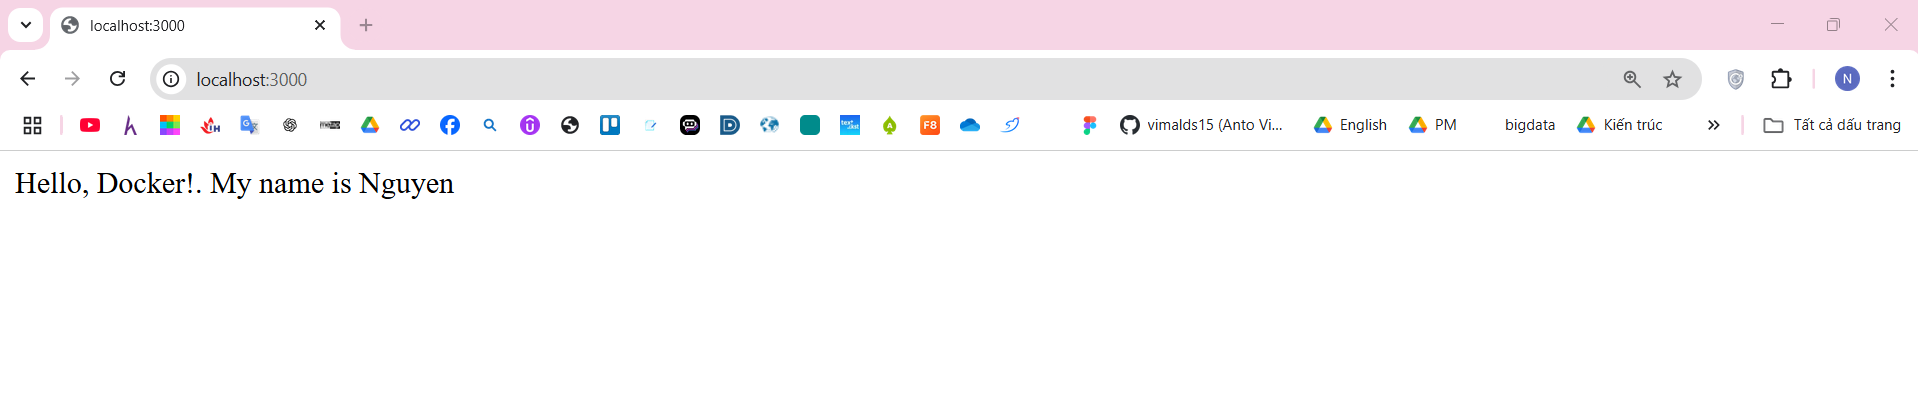 localhost:3000
localhost:3000
N
F8
vimalds15 (Anto Vi...
English
PM
bigdata
Kiến trúc
Tất cả dấu trang
Hello, Docker!. My name is Nguyen